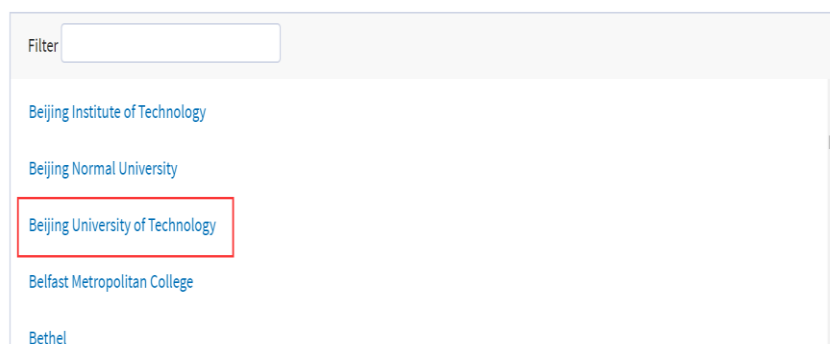 Filter
Beijing Institute of Technology
Beijing Normal University
Beijing University of Technology
Belfast Metropolitan College
Bethel